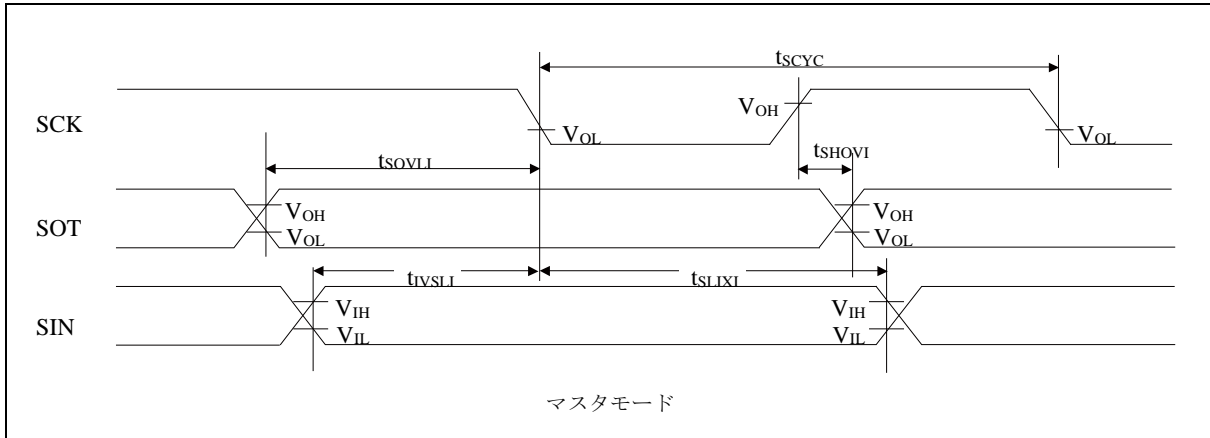 tSCYC
SCK
VOH
VOL
VOL
tSHOVI
tSOVLI
SOT
VOH
VOL
VOH
VOL
tIVSLI
tSLIXI
SIN
VIH
VIL
VIH
VIL
マスタモード